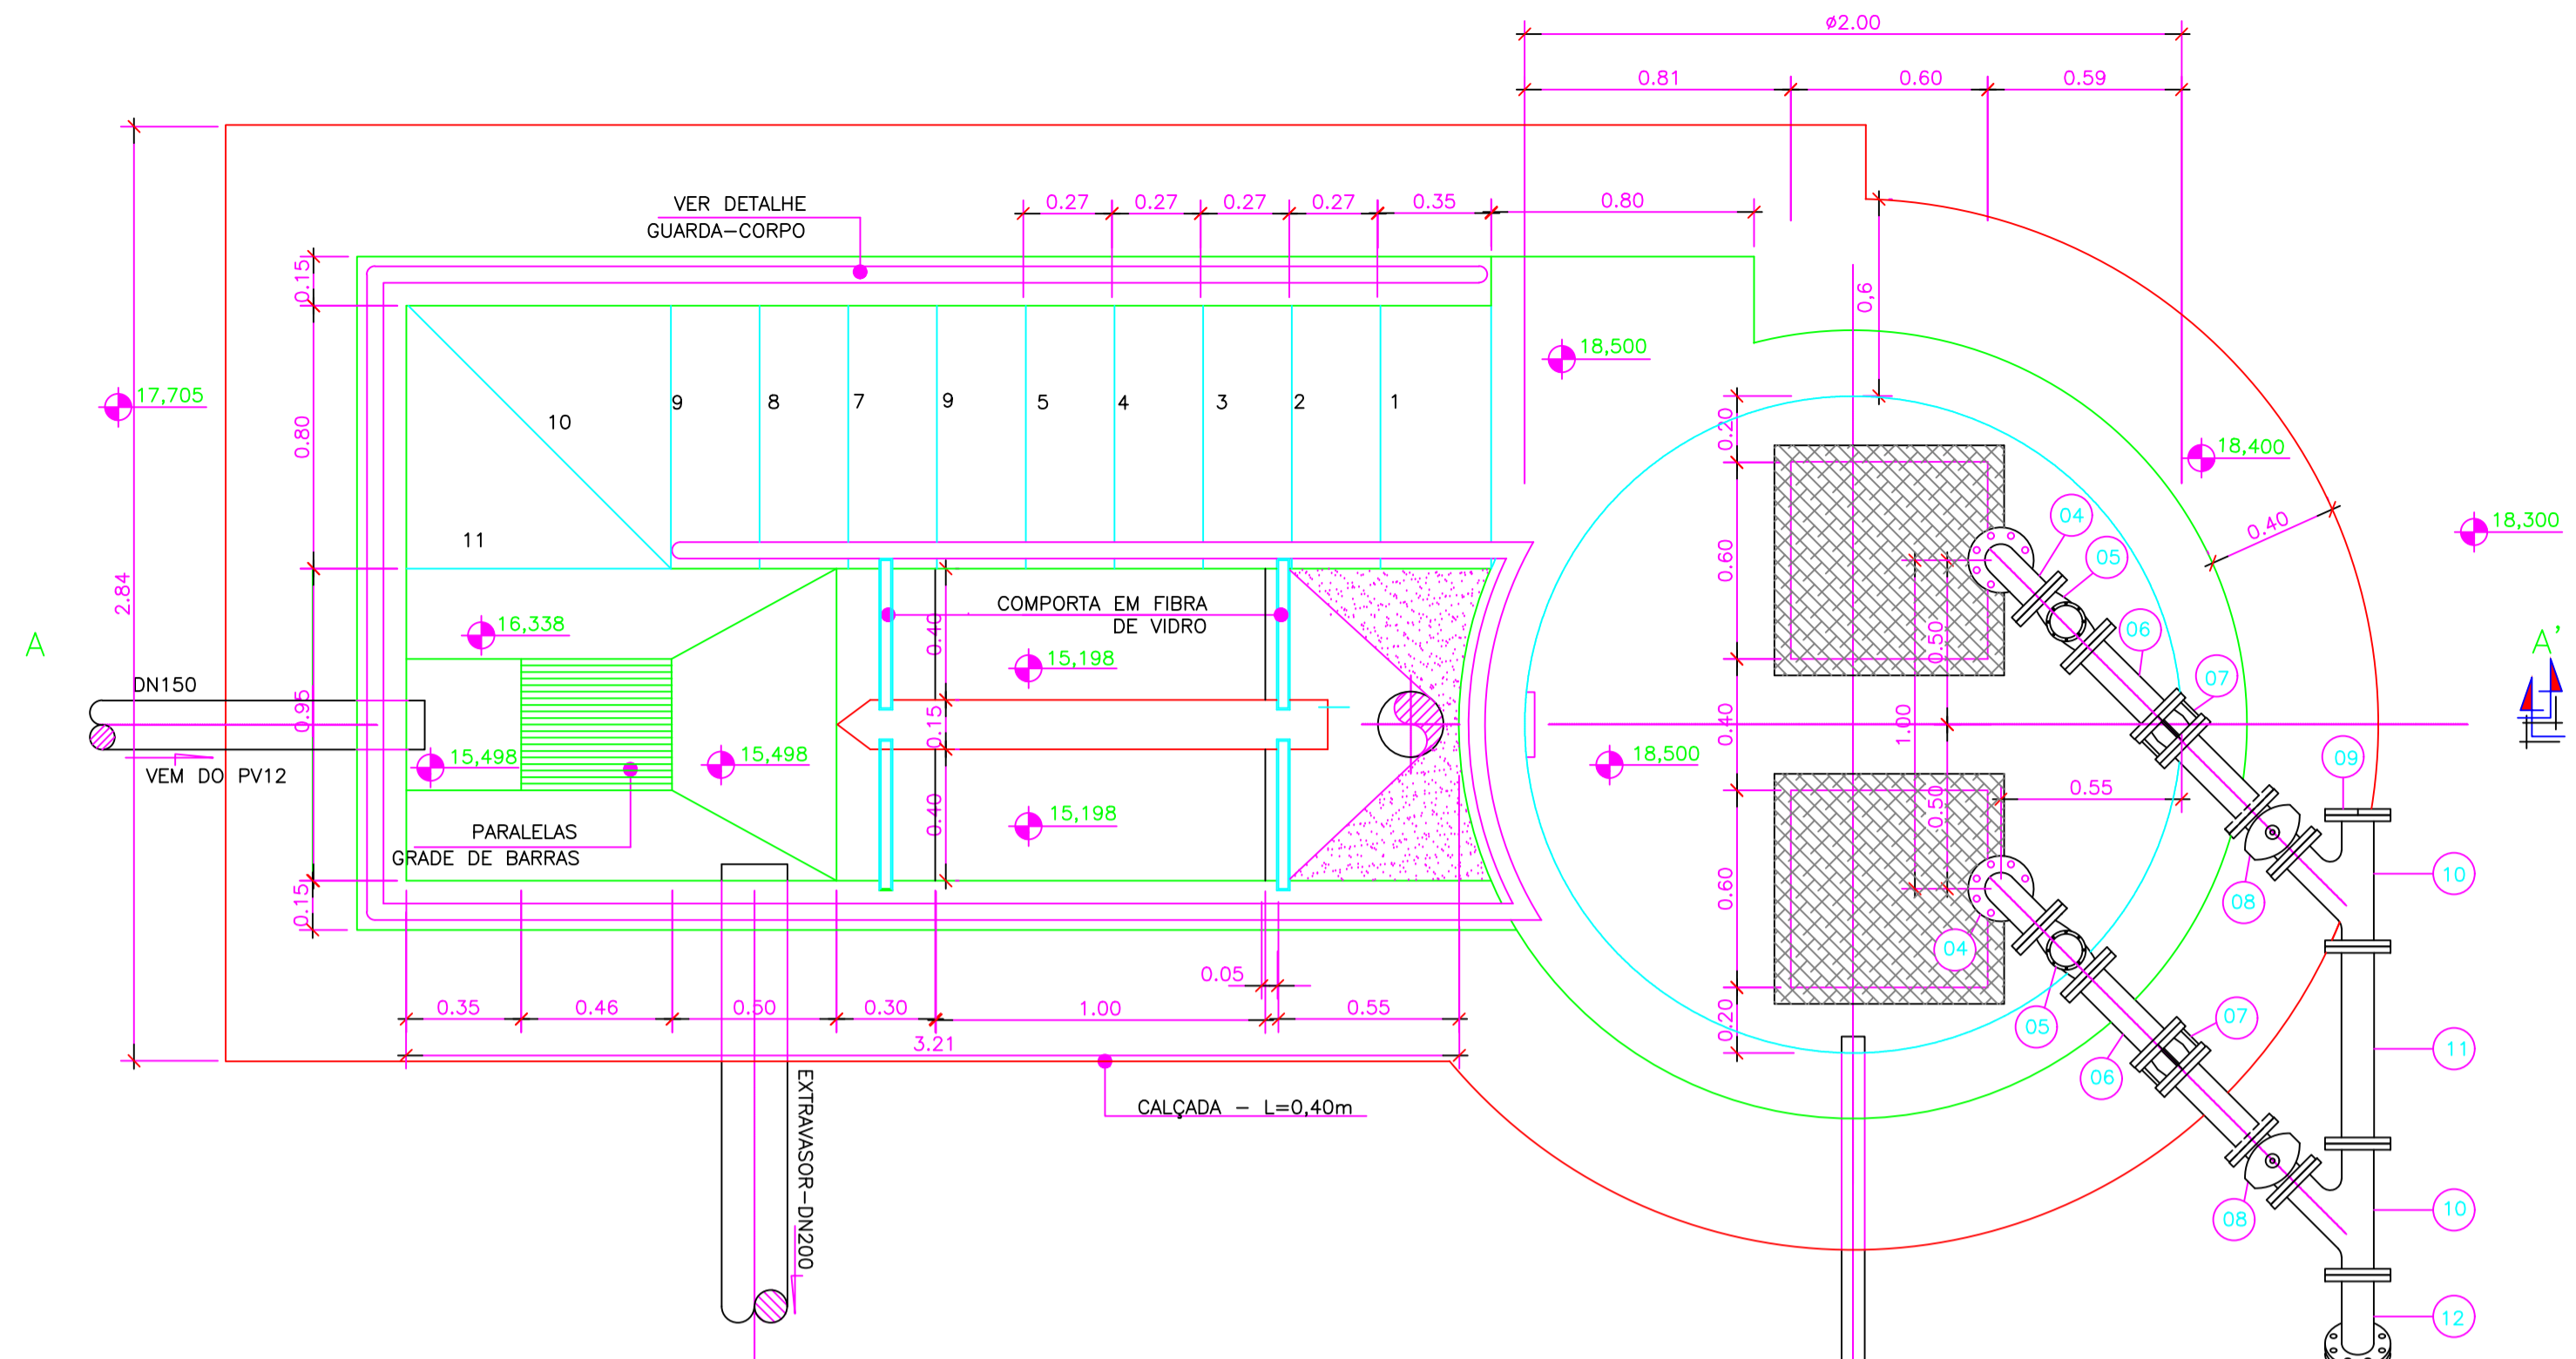 ø2.00
0.81 0.60 0.59
VER DETALHE
GUARDA-CORPO
0.27 0.27 0.27 0.27 0.35 0.80
0.15
0,6
18,500
17,705
0.80
10 9 8 7 9 5 4 3 2 1
11
0.20
18,400
0.40
18,300
04
05
06
07
0.60
0.50
2.84
A
A'
16,338
COMPORTA EM FIBRA
DE VIDRO
0.40
15,198
DN150
0.95
0.15
0.40
1.00
VEM DO PV12
15,498
15,498
18,500
09
0.55
0.50
PARALELAS
GRADE DE BARRAS
0.40
15,198
0.60
0.15
10
08
04
0.05
0.35 0.46 0.50 0.30 1.00 0.55
3.21
0.20
05
07
06
11
EXTRAVASOR-DN200
CALÇADA - L=0,40m
08
10
12